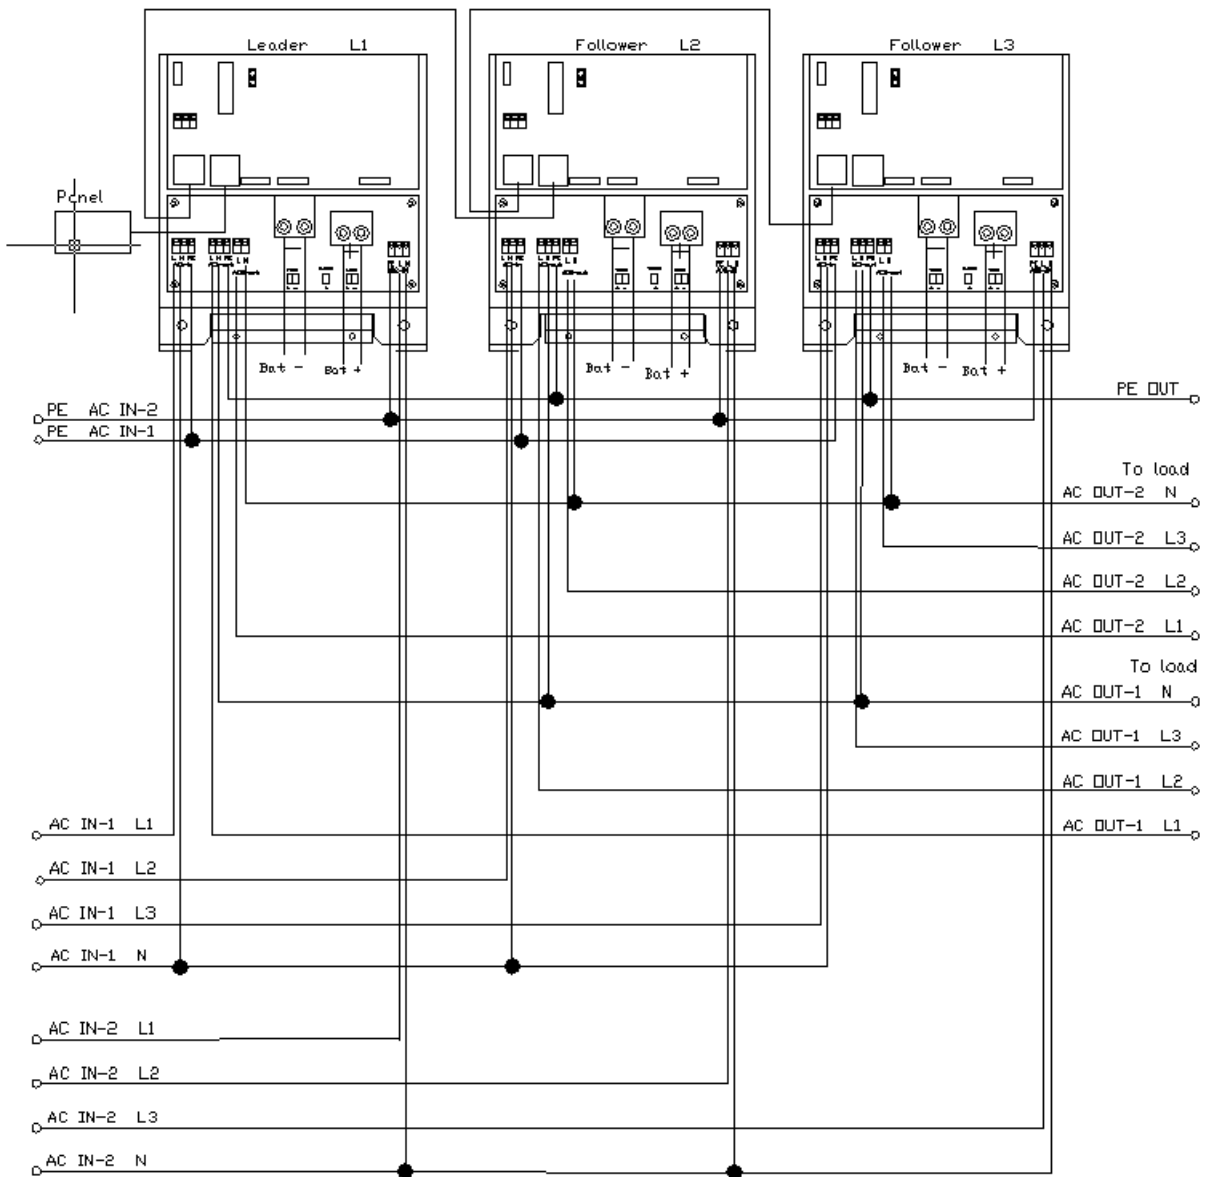 Leader L1
Follower L2
Follower L3
Panel
Bat - Bat +
Bat - Bat +
Bat - Bat +
PE OUT
PE AC IN-2
PE AC IN-1
To load
AC OUT-2 N
AC OUT-2 L3
AC OUT-2 L2
AC OUT-2 L1
To load
AC OUT-1 N
AC OUT-1 L3
AC OUT-1 L2
AC OUT-1 L1
AC IN-1 L1
AC IN-1 L2
AC IN-1 L3
AC IN-1 N
AC IN-2 L1
AC IN-2 L2
AC IN-2 L3
AC IN-2 N